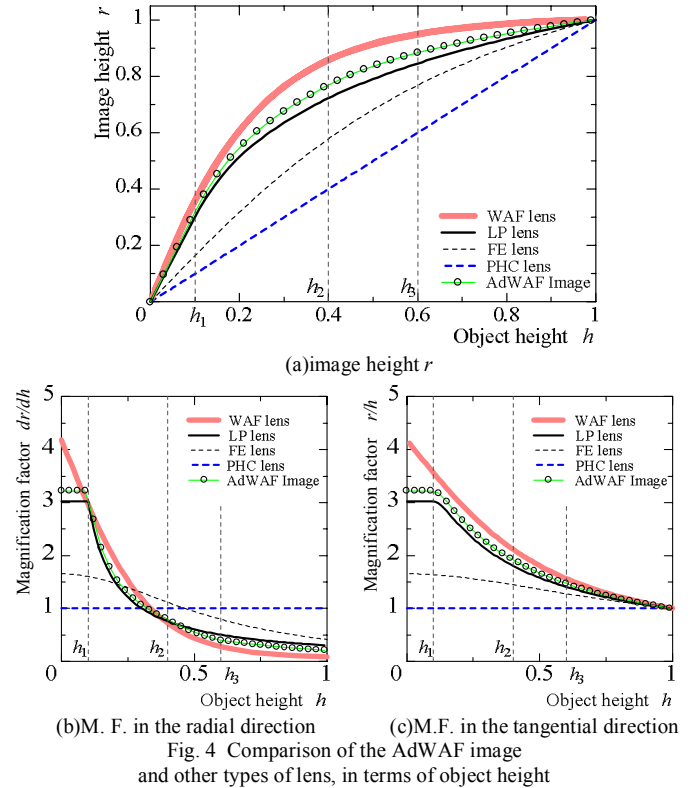 Image height r
1
0.8
0.6
0.4
0.2
WAF lens
LP lens
FE lens
PHC lens
AdWAF Image
h1
h2
h3
0
0.2
0.4
0.6
0.8
1
Object height h
(a)image height r
Magnification factor dr/dh
5
4
3
2
1
WAF lens
LP lens
FE lens
PHC lens
AdWAF Image
h1
h2
h3
0
0.5
1
Object height h
(b)M. F. in the radial direction
Magnification factor r/h
5
4
3
2
1
WAF lens
LP lens
FE lens
PHC lens
AdWAF Image
h1
h2
h3
0
0.5
1
Object height h
(c)M.F. in the tangential direction
Fig. 4 Comparison of the AdWAF image
and other types of lens, in terms of object height